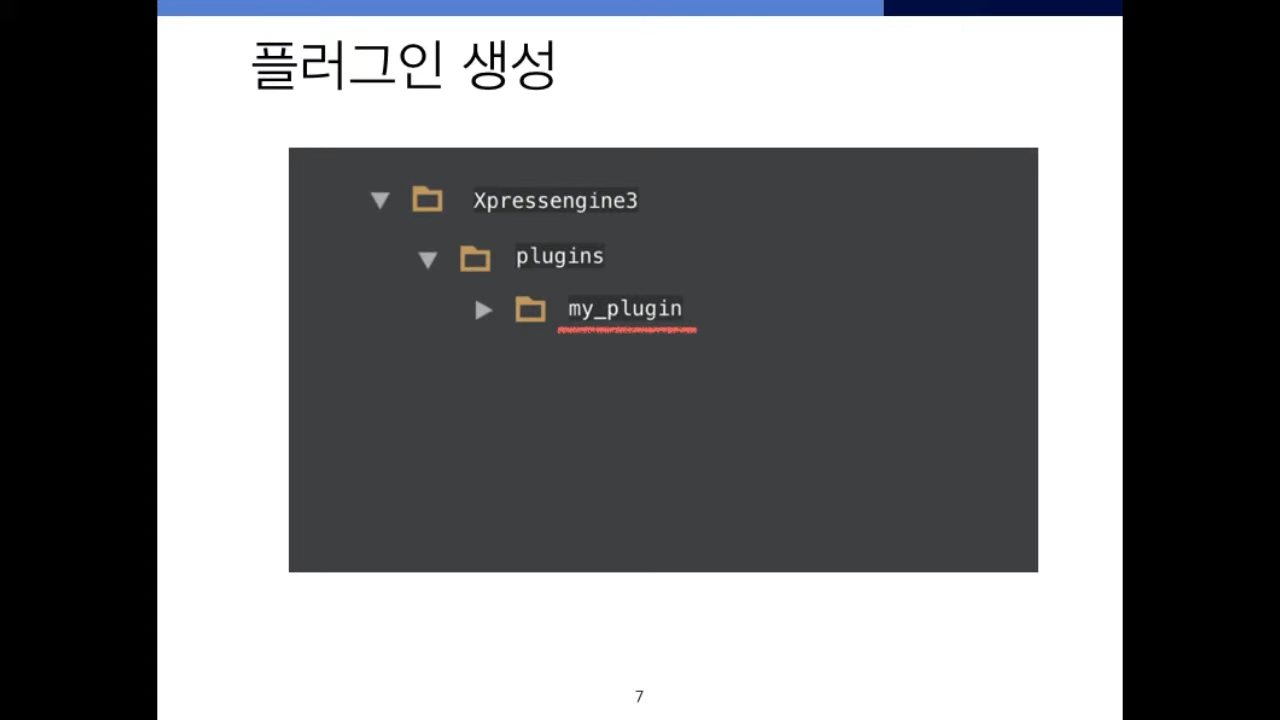 플러그인 생성
Xpressengine3
plugins
my_plugin
7